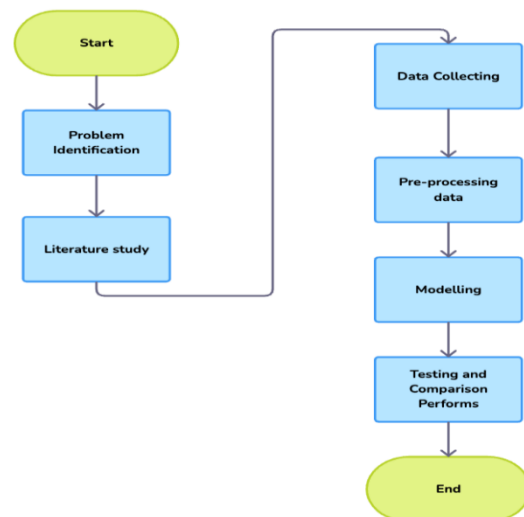 Start
Problem
Identification
Literature study
Data Collecting
Pre-processing
data
Modelling
Testing and
Comparison
Performs
End